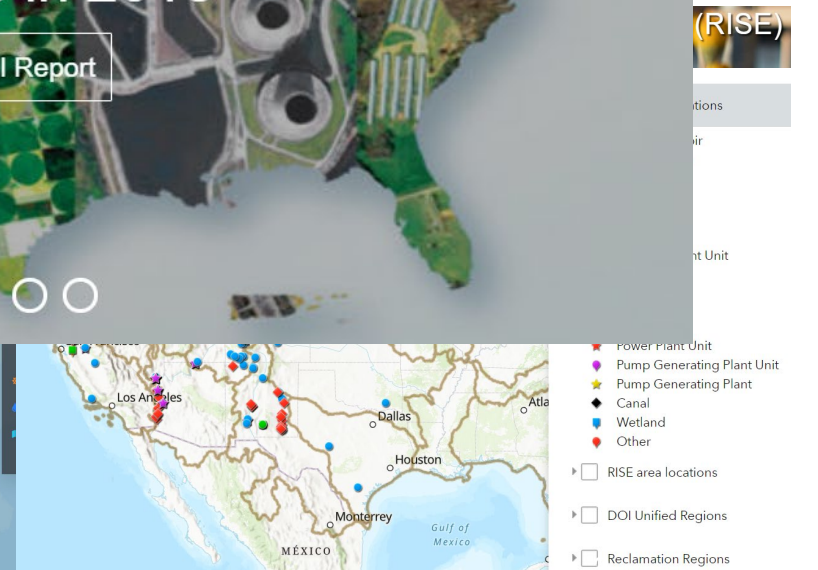 l Report
(RISE)
tions
oir
nt Unit
Power Plant Unit
Pump Generating Plant Unit
Pump Generating Plant
Canal
Wetland
Other
RISE area locations
DOI Unified Regions
Reclamation Regions
Los Angeles
Dallas
Atla
Houston
Monterrey
Gulf of
Mexico
MÉXICO